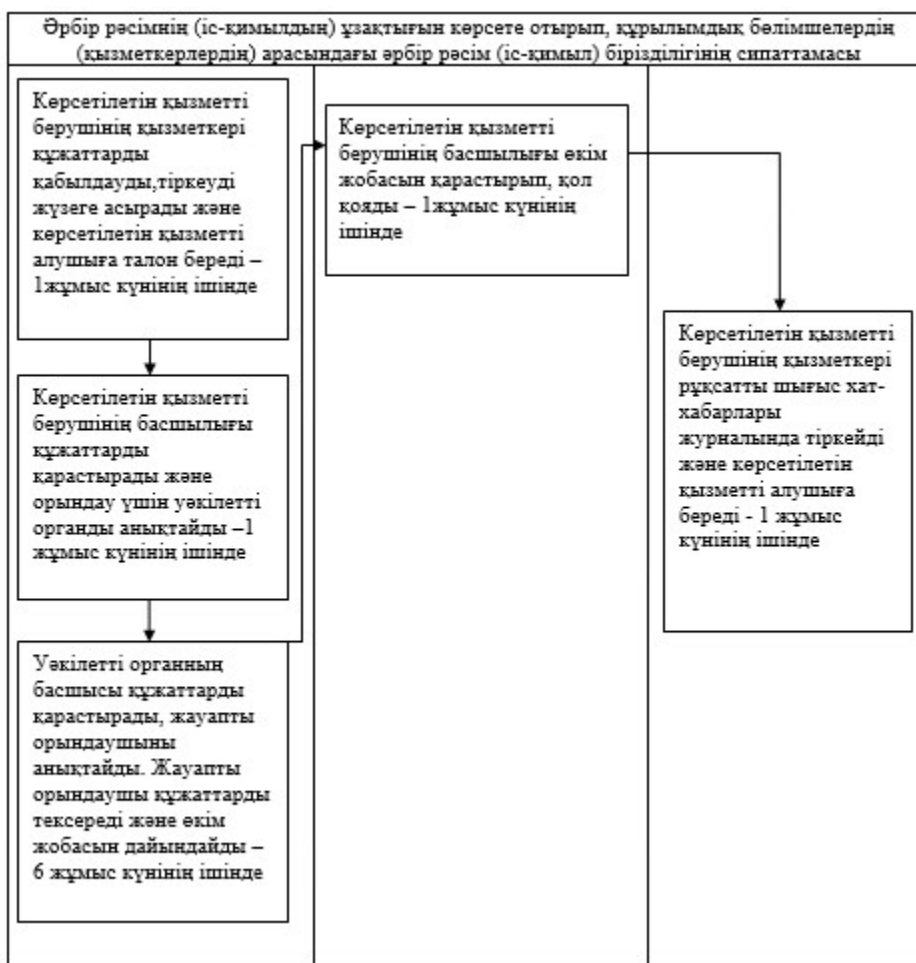 Әрбір рәсімнің (іс-қимылдың) ұзақтығын көрсете отырып, құрылымдық бөлімшелердің
(қызметкерлердің) арасындағы әрбір рәсім (іс-қимыл) бірізділігінің сипаттамасы
Көрсетілетін қызметті
берушінің қызметкері
құжаттарды
қабылдауды,тіркеуді
жүзеге асырады және
көрсетілетін қызметті
алушыға талон береді –
1жұмыс күнінің ішінде
Көрсетілетін қызметті
берушінің басшылығы
құжаттарды
қарастырады және
орындау үшін уәкілетті
органды анықтайды –1
жұмыс күнінің ішінде
Уәкілетті органның
басшысы құжаттарды
қарастырады, жауапты
орындаушыны
анықтайды. Жауапты
орындаушы құжаттарды
тексереді және өкім
жобасын дайындайды –
6 жұмыс күнінің ішінде
Көрсетілетін қызметті
берушінің басшылығы өкім
жобасын қарастырып, қол
қояды – 1жұмыс күнінің
ішінде
Көрсетілетін қызметті
берушінің қызметкері
рұқсатты шығыс хат-
хабарлары
журналында тіркейді
және көрсетілетін
қызметті алушыға
береді - 1 жұмыс
күнінің ішінде